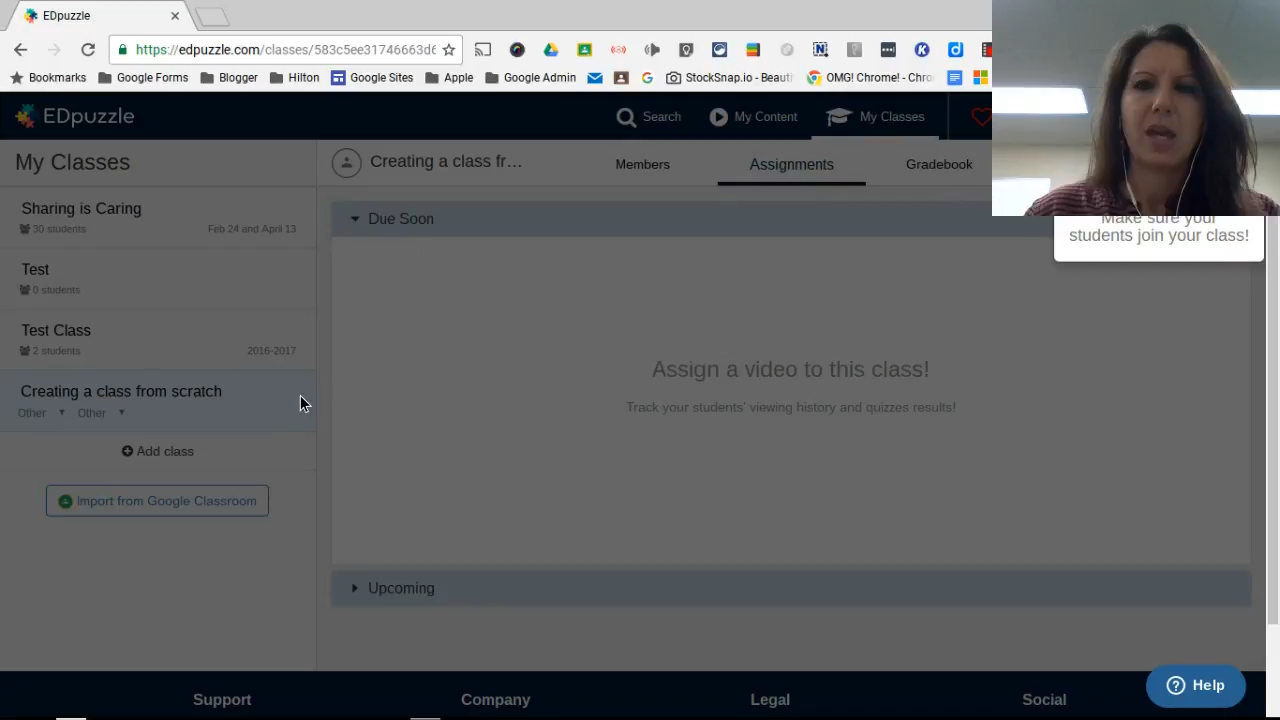 EDpuzzle
https://edpuzzle.com/classes/583c5ee31746663d6
Bookmarks Google Forms Blogger Hilton Google Sites Apple Google Admin StockSnap.io - Beauti OMG! Chrome! - Chro
EDpuzzle Search My Content My Classes
My Classes
Creating a class fr... Members Assignments Gradebook
Sharing is Caring
30 students Feb 24 and April 13
Test
0 students
Test Class
2 students 2016-2017
Creating a class from scratch
Other Other
Add class
Import from Google Classroom
Due Soon
Make sure your
students join your class!
Assign a video to this class!
Track your students' viewing history and quizzes results!
Upcoming
Support Company Legal Social
Help